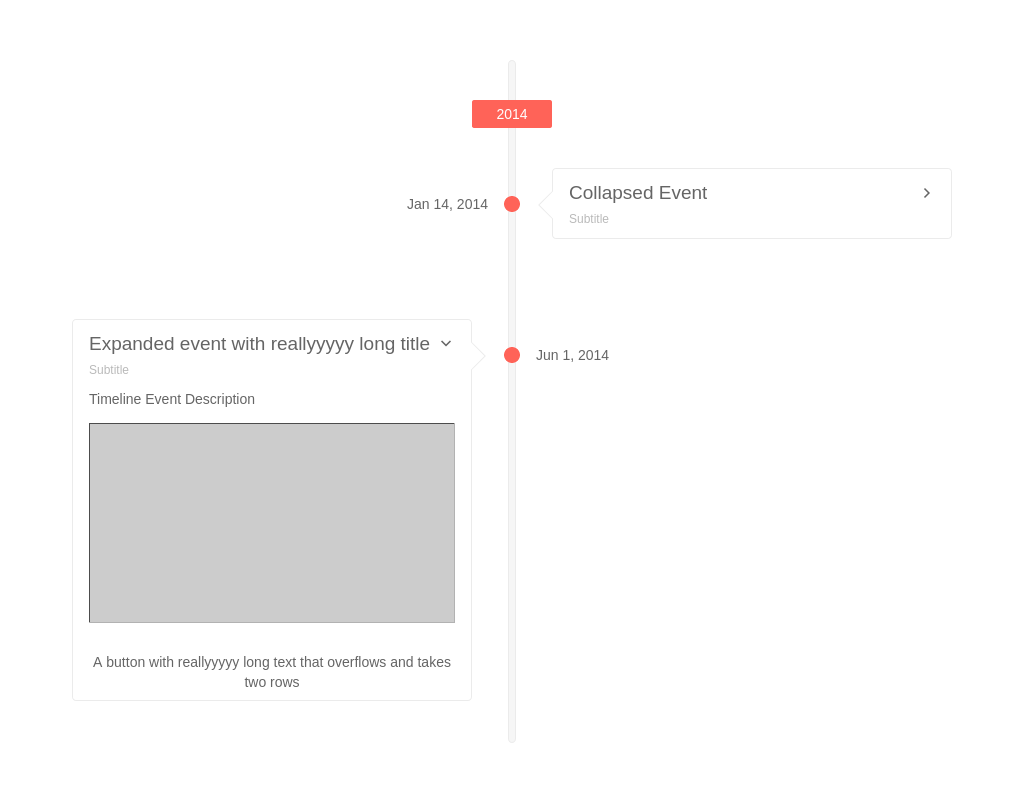 2014
Jan 14, 2014
Collapsed Event
Subtitle
Expanded event with reallyyyyy long title
Subtitle
Jun 1, 2014
Timeline Event Description
A button with reallyyyyy long text that overflows and takes
two rows